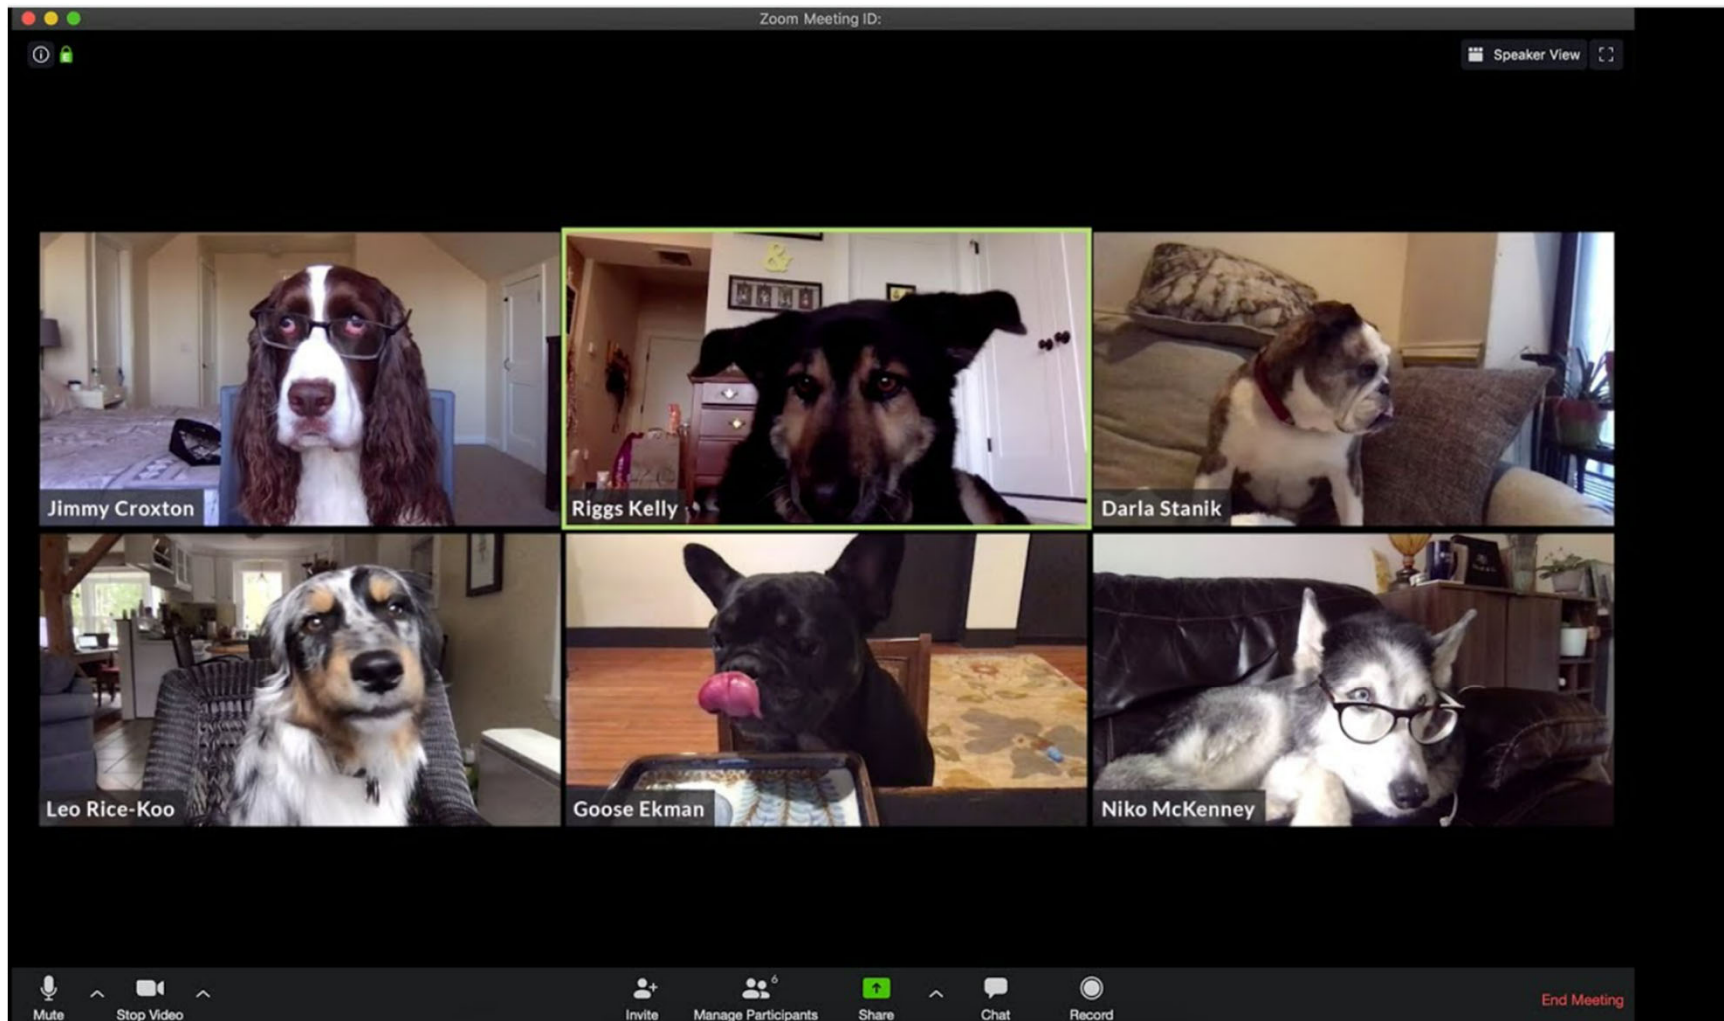 Zoom Meeting ID:
Speaker View
&
Jimmy Croxton
Riggs Kelly
Darla Stanik
Leo Rice-Koo
Goose Ekman
Niko McKenney
6
Mute
Stop Video
Invite
Manage Participants
Share
Chat
Record
End Meeting